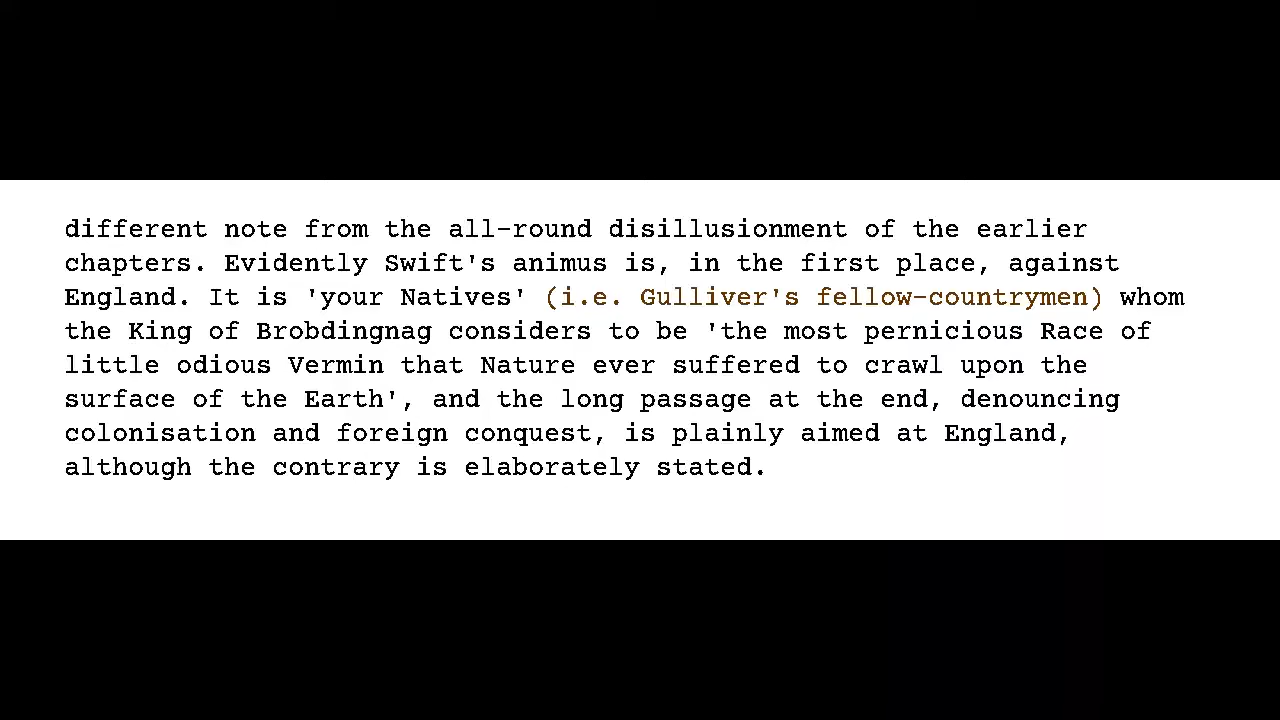 different note from the all-round disillusionment of the earlier
chapters. Evidently Swift's animus is, in the first place, against
England. It is 'your Natives' (i.e. Gulliver's fellow-countrymen) whom
the King of Brobdingnag considers to be 'the most pernicious Race of
little odious Vermin that Nature ever suffered to crawl upon the
surface of the Earth', and the long passage at the end, denouncing
colonisation and foreign conquest, is plainly aimed at England,
although the contrary is elaborately stated.